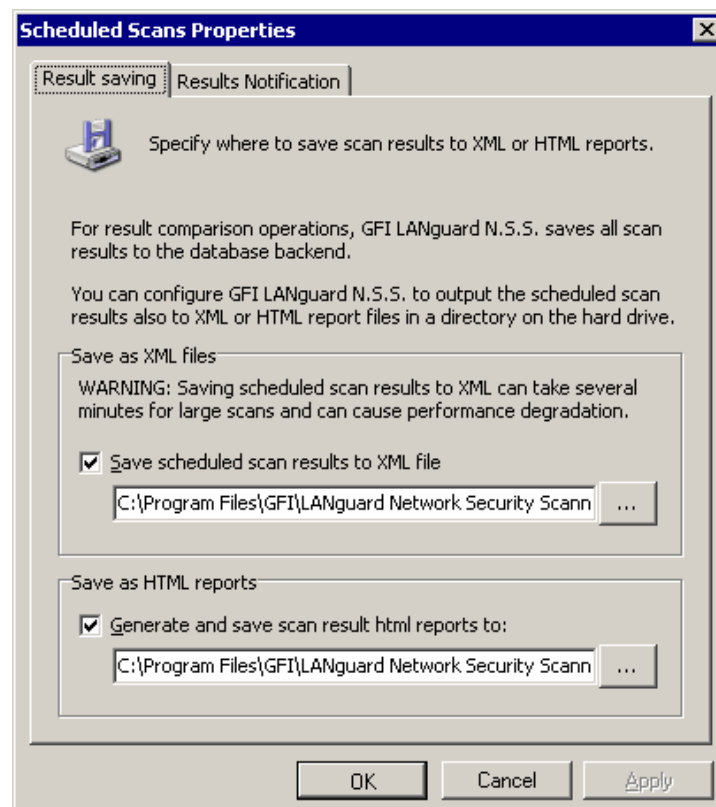 Scheduled Scans Properties
Result saving Results Notification
Specify where to save scan results to XML or HTML reports.
For result comparison operations, GFI LANguard N.S.S. saves all scan
results to the database backend.
You can configure GFI LANguard N.S.S. to output the scheduled scan
results also to XML or HTML report files in a directory on the hard drive.
Save as XML files
WARNING: Saving scheduled scan results to XML can take several
minutes for large scans and can cause performance degradation.
Save scheduled scan results to XML file
C:\Program Files\GFI\LANguard Network Security Scann ...
Save as HTML reports
Generate and save scan result html reports to:
C:\Program Files\GFI\LANguard Network Security Scann ...
OK Cancel Apply